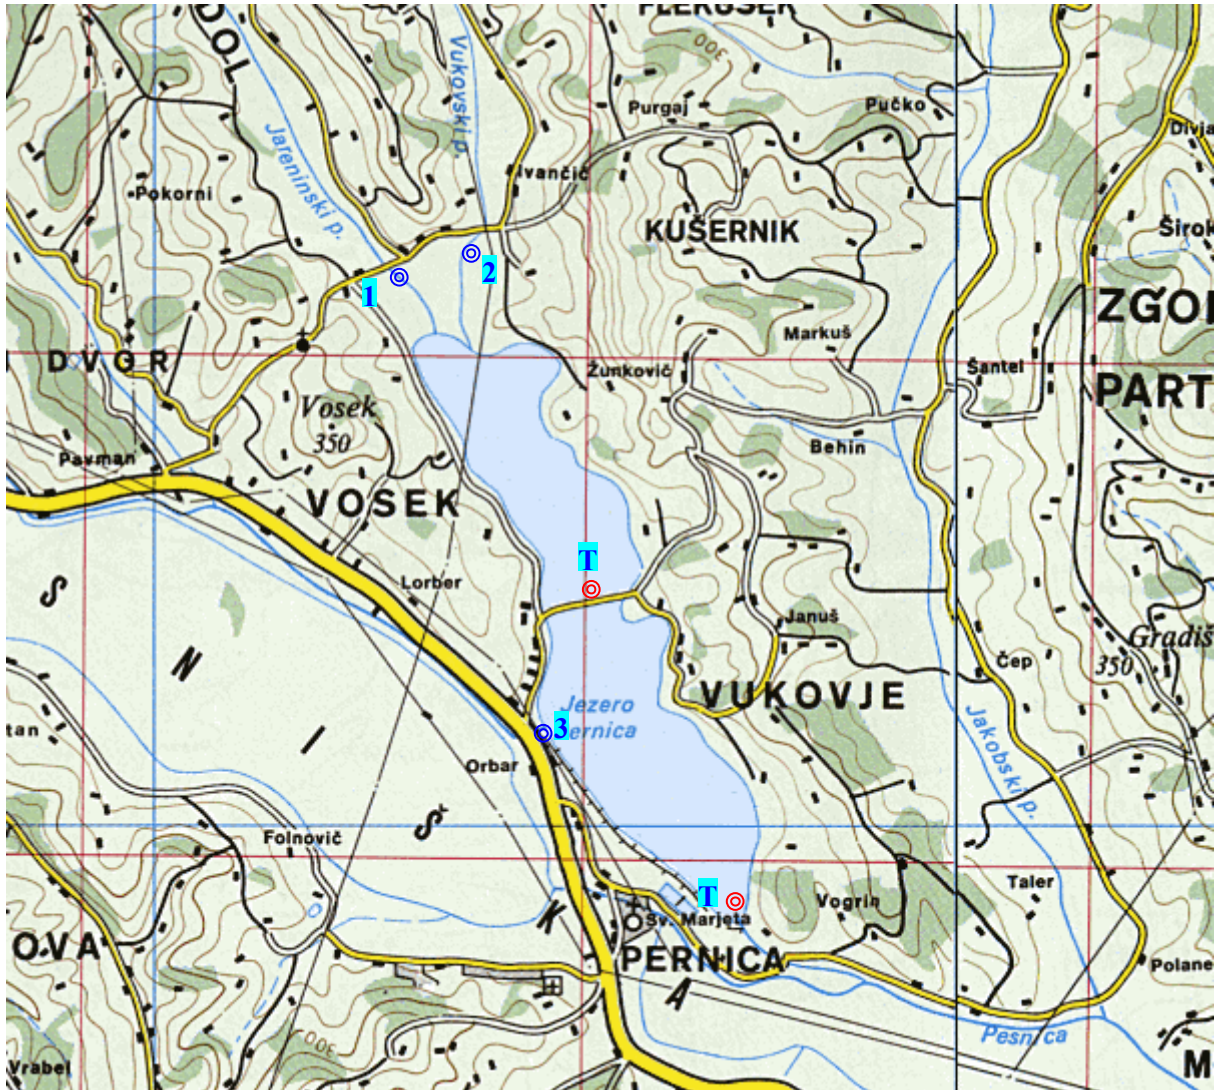 FLEKUŠEK
DOL
300
Vukovski p.
Purgaj
Pučko
Divja
Jareninski p.
Ivančič
Pokorni
KUŠERNIK
Širok
2
1
ZGO
Markuš
DVOR
Žunkovič
Šantel
PART
Vosek
350
Behin
Pavman
VOSEK
T
Lorber
S
Januš
Gradiš
350
Čep
N
VUKOVJE
Jezero
Pernica
3
tan
I
Jakobski p.
Orbar
Š
Folnovič
Taler
T
Vogrin
K
Sv. Marjeta
OVA
PERNICA
Polane
A
Pesnica
300
Vrabel
M